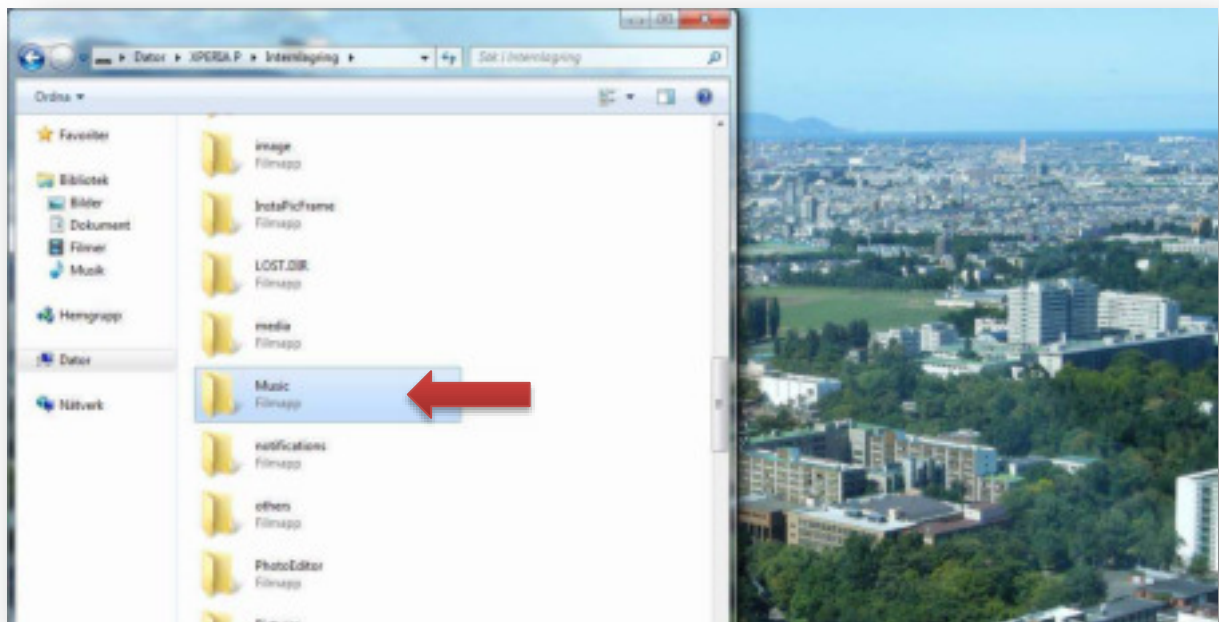 Dator ▸ XPERIA P ▸ Internlagring ▸
Sök i Internlagring
Ordna
Favoriter
Bibliotek
Bilder
Dokument
Filmer
Musik
Hemgrupp
Dator
Nätverk
image
Filmapp
InstaPicFrame
Filmapp
LOST.DIR
Filmapp
media
Filmapp
Music
Filmapp
notifications
Filmapp
others
Filmapp
PhotoEditor
Filmapp